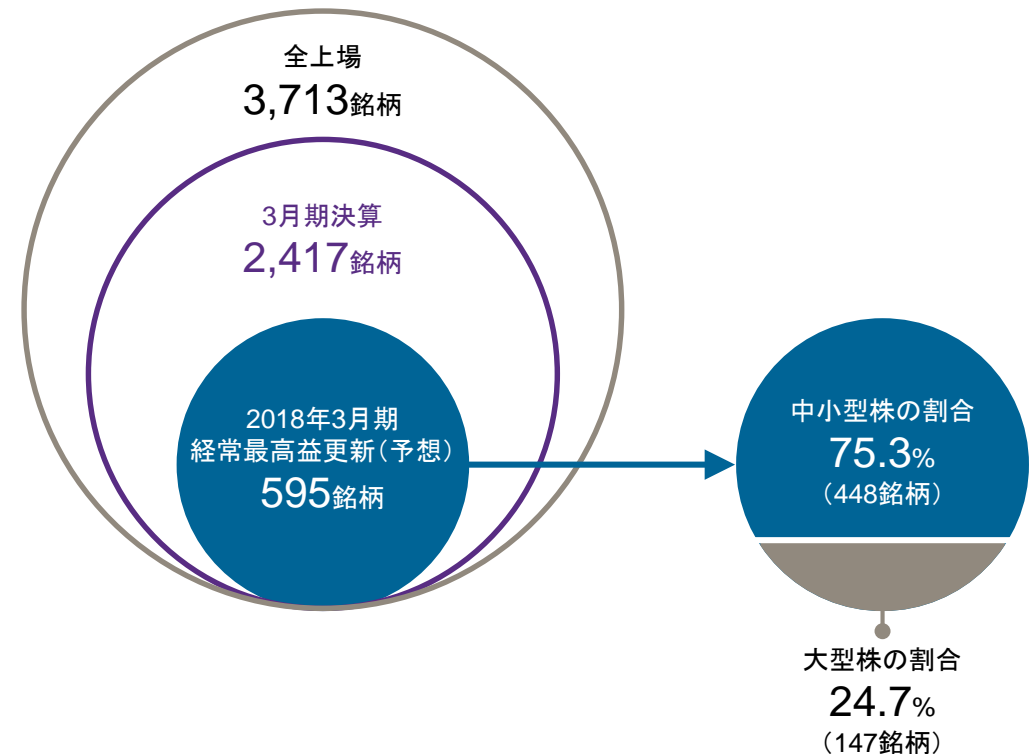 全上場
3,713銘柄
3月期決算
2,417銘柄
2018年3月期
経常最高益更新（予想）
595銘柄
中小型株の割合
75.3%
（448銘柄）
大型株の割合
24.7%
（147銘柄）